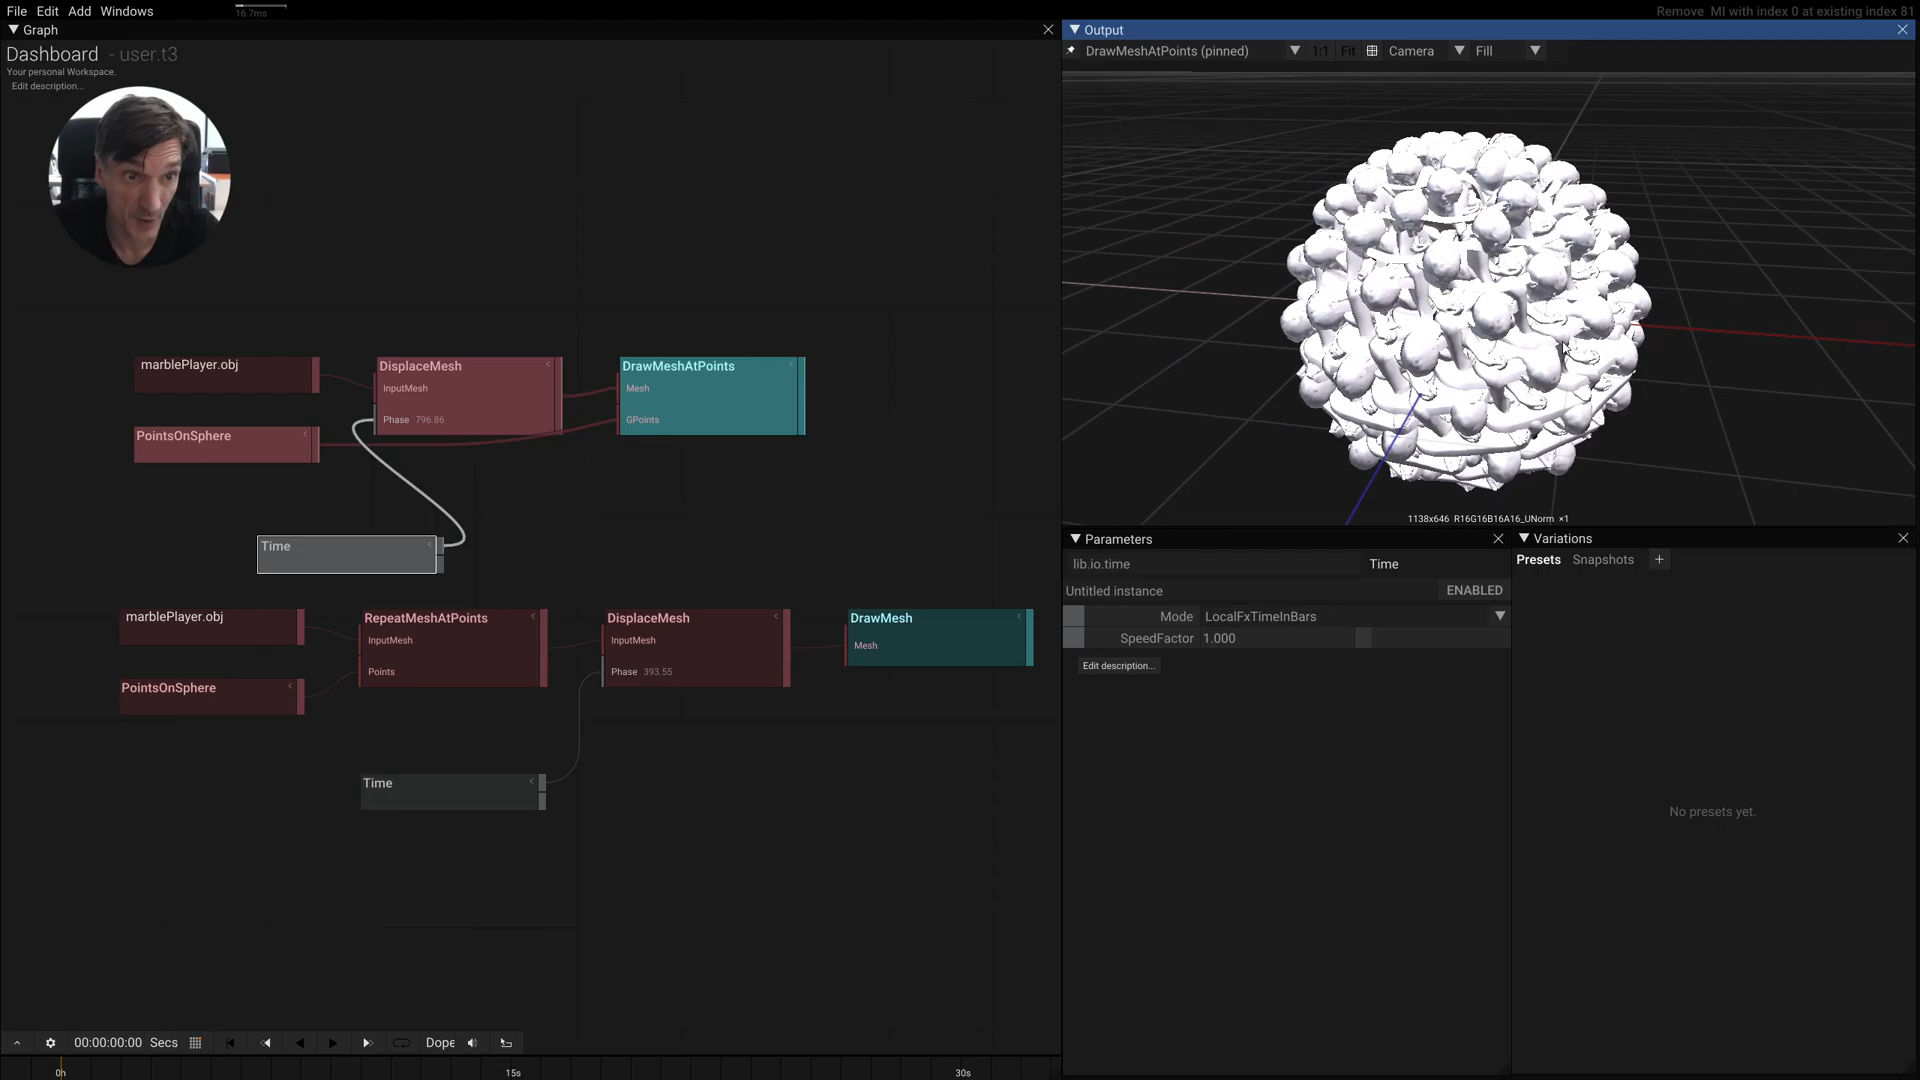 File Edit Add Windows
16.7ms
Remove MI with index 0 at existing index 81
Graph
Dashboard - user.t3
Your personal Workspace.
Edit description...
marblePlayer.obj
PointsOnSphere
DisplaceMesh
InputMesh
Phase 796.86
DrawMeshAtPoints
Mesh
GPoints
Time
marblePlayer.obj
PointsOnSphere
RepeatMeshAtPoints
InputMesh
Points
DisplaceMesh
InputMesh
Phase 393.55
DrawMesh
Mesh
Time
00:00:00:00 Secs
Dope
0h
15s
30s
Output
DrawMeshAtPoints (pinned) 1:1 Fit Camera Fill
1138x646 R16G16B16A16_UNorm ×1
Parameters
lib.io.time Time
Untitled instance ENABLED
Mode LocalFxTimeInBars
SpeedFactor 1.000
Edit description...
Variations
Presets Snapshots +
No presets yet.